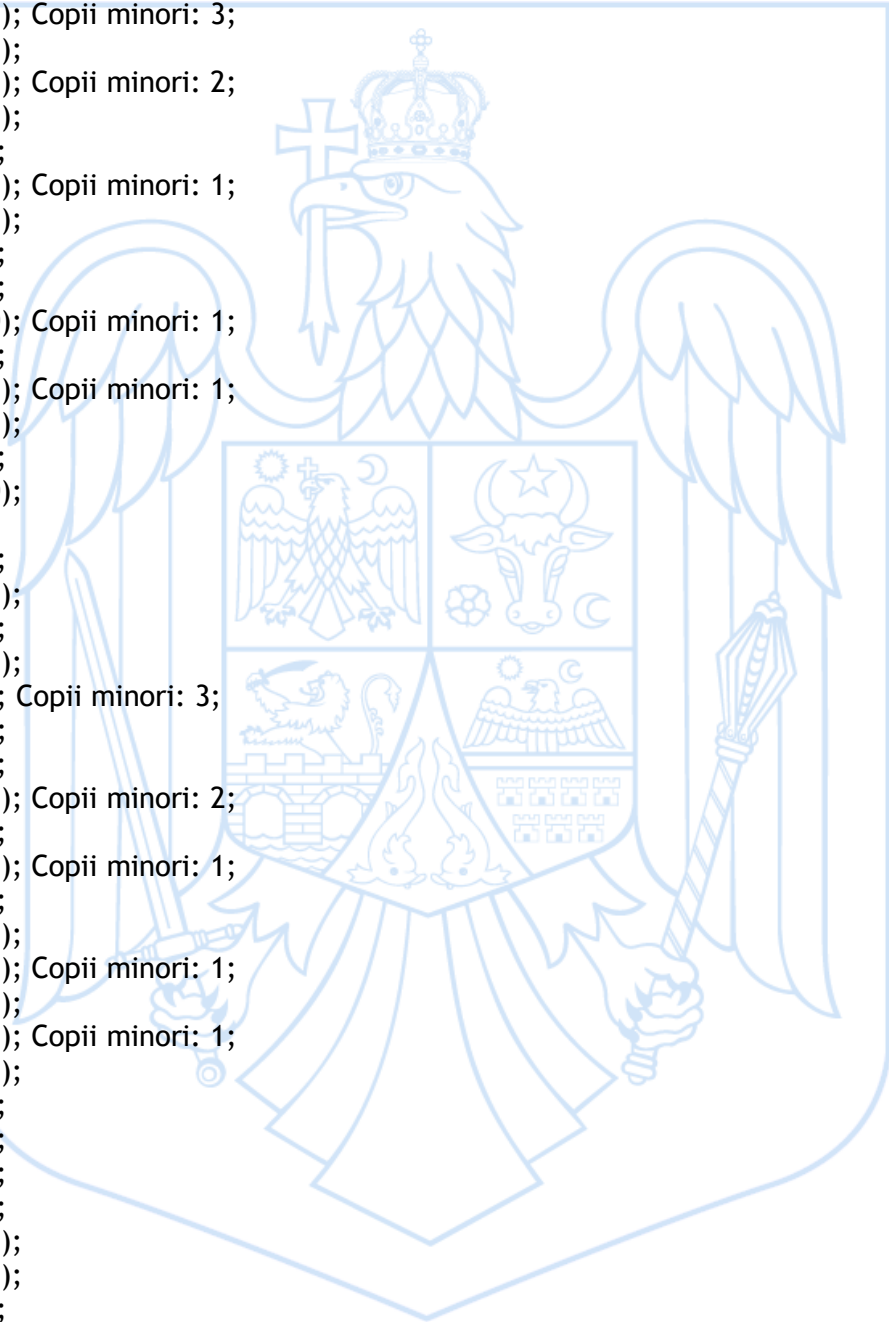 ); Copii minori: 3;
);
); Copii minori: 2;
);
;
); Copii minori: 1;
);
;
;
); Copii minori: 1;
;
); Copii minori: 1;
);
;
);
;
);
;
);
; Copii minori: 3;
;
;
); Copii minori: 2;
;
); Copii minori: 1;
;
);
); Copii minori: 1;
);
); Copii minori: 1;
);
;
;
;
;
);
);
;